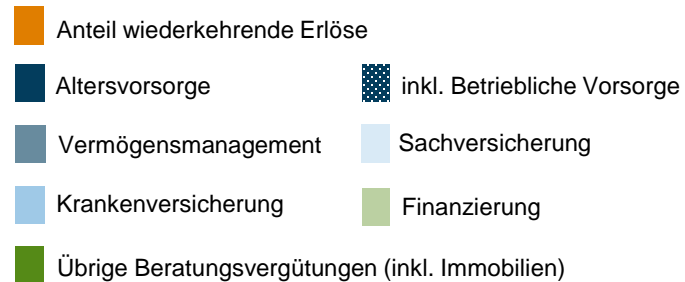 Anteil wiederkehrende Erlöse
Altersvorsorge
inkl. Betriebliche Vorsorge
Vermögensmanagement
Sachversicherung
Krankenversicherung
Finanzierung
Übrige Beratungsvergütungen (inkl. Immobilien)